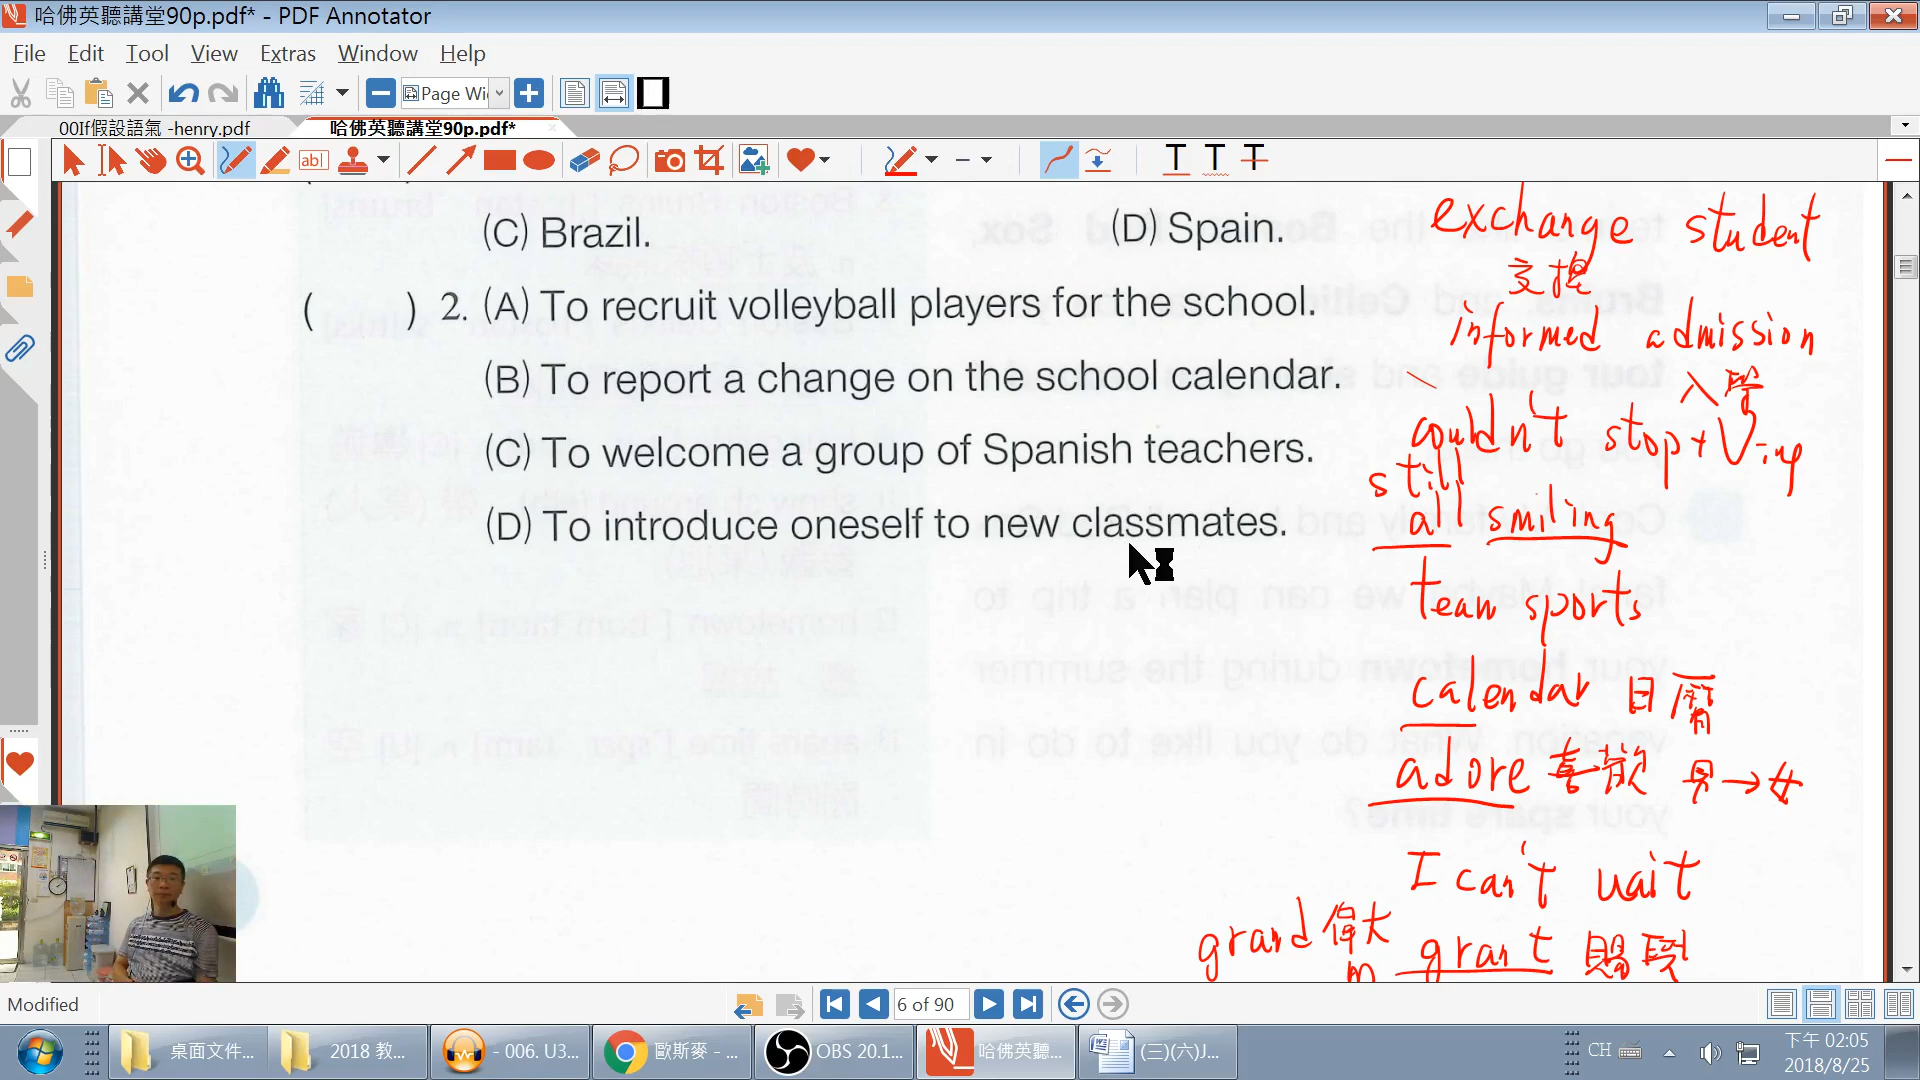 哈佛英聽講堂90p.pdf* - PDF Annotator
File Edit Tool View Extras Window Help
Page Wi
00If假設語氣 -henry.pdf
哈佛英聽講堂90p.pdf*
(C) Brazil. (D) Spain.
( ) 2. (A) To recruit volleyball players for the school.
(B) To report a change on the school calendar.
(C) To welcome a group of Spanish teachers.
(D) To introduce oneself to new classmates.
exchange student
informed admission
入學
couldn't stop + Ving
still
all smiling
team sports
calendar 日曆
adore 喜歡 男→女
I can't wait
grand 偉大
grant
Modified
6 of 90
桌面文件...
2018 教...
- 006. U3...
歐斯麥 - ...
OBS 20.1...
哈佛英聽...
(三)(六)J...
CH
下午 02:05
2018/8/25